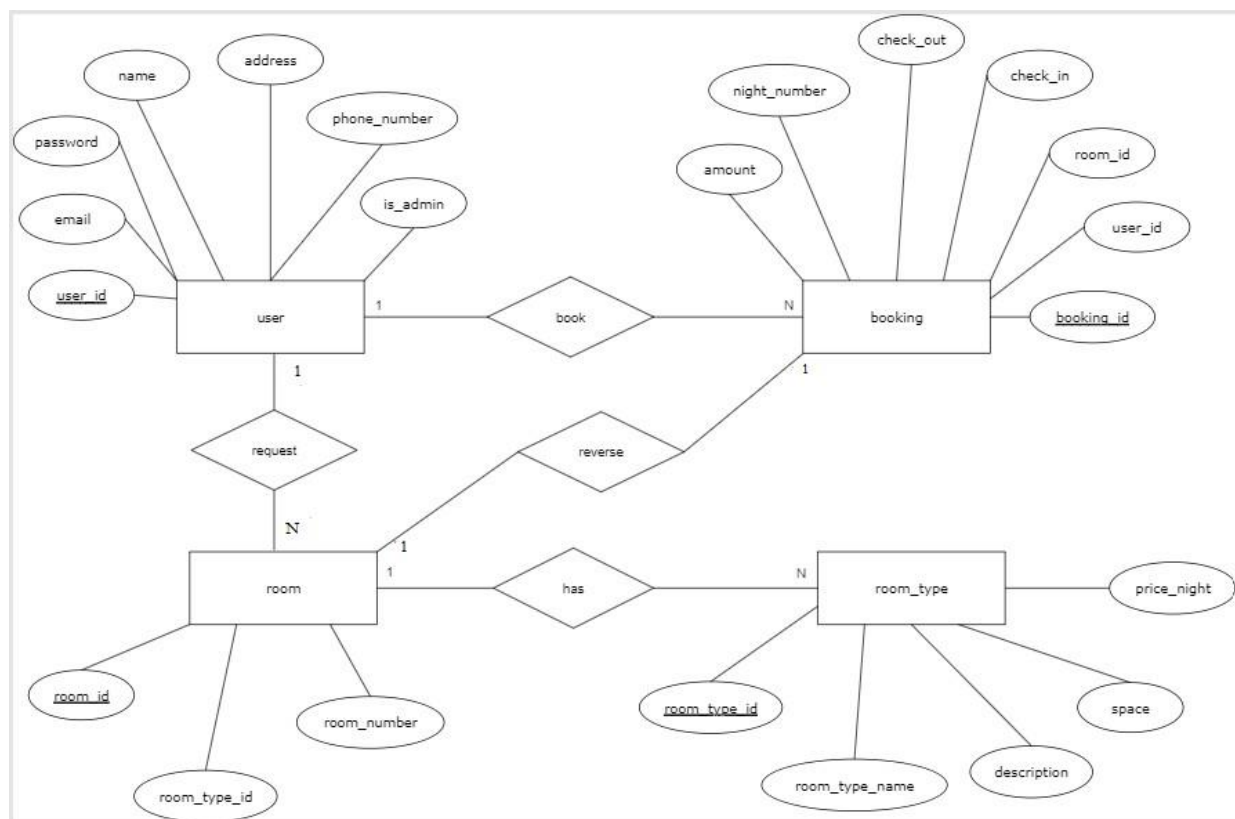 check_out
address
name
check_in
night_number
phone_number
password
room_id
amount
is_admin
email
user_id
user_id
booking_id
1
N
user
book
booking
1
1
request
reverse
N
1
1
N
room
has
room_type
price_night
room_id
room_type_id
space
room_number
description
room_type_id
room_type_name